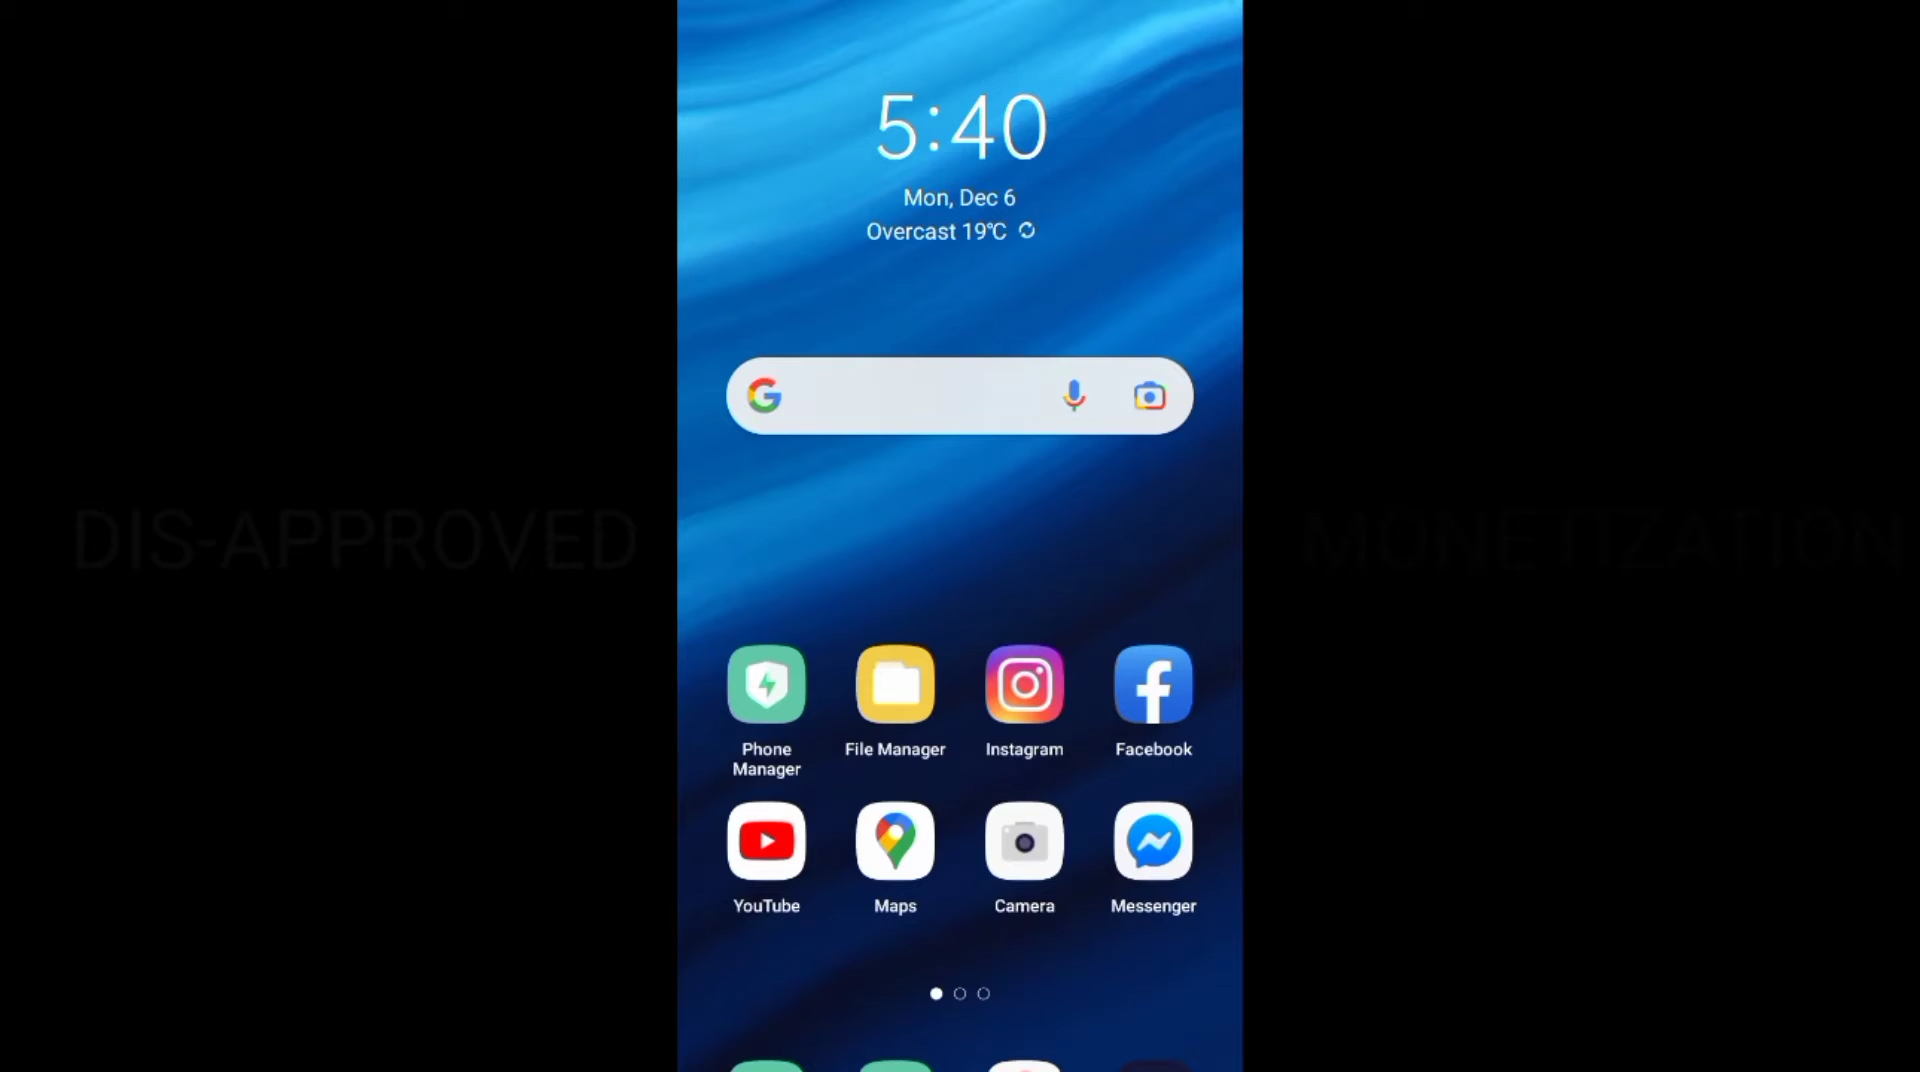 5:40
Mon, Dec 6
Overcast 19℃
DIS-APPROVED
MONETIZATION
Phone Manager
File Manager
Instagram
Facebook
YouTube
Maps
Camera
Messenger